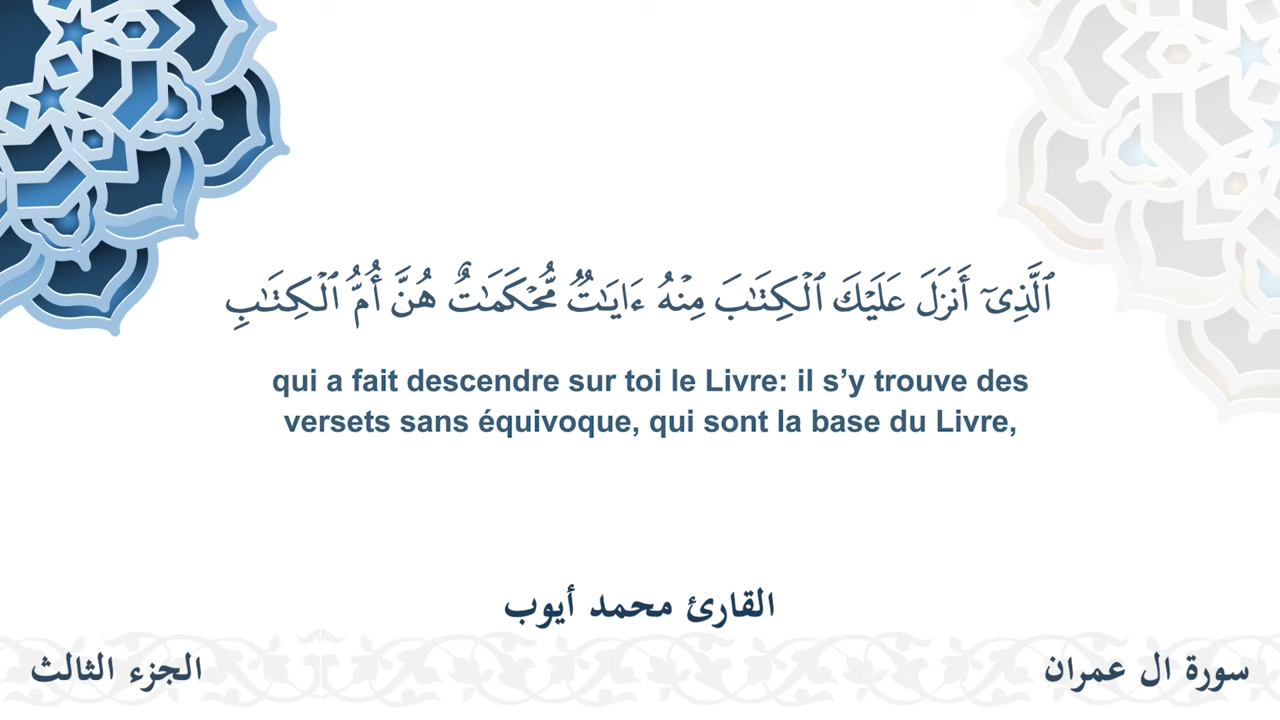 ٱلَّذِىٓ أَنزَلَ عَلَيْكَ ٱلْكِتَٰبَ مِنْهُ ءَايَٰتٌ مُّحْكَمَٰتٌ هُنَّ أُمُّ ٱلْكِتَٰبِ
qui a fait descendre sur toi le Livre: il s’y trouve des
versets sans équivoque, qui sont la base du Livre,
القارئ محمد أيوب
سورة ال عمران
الجزء الثالث